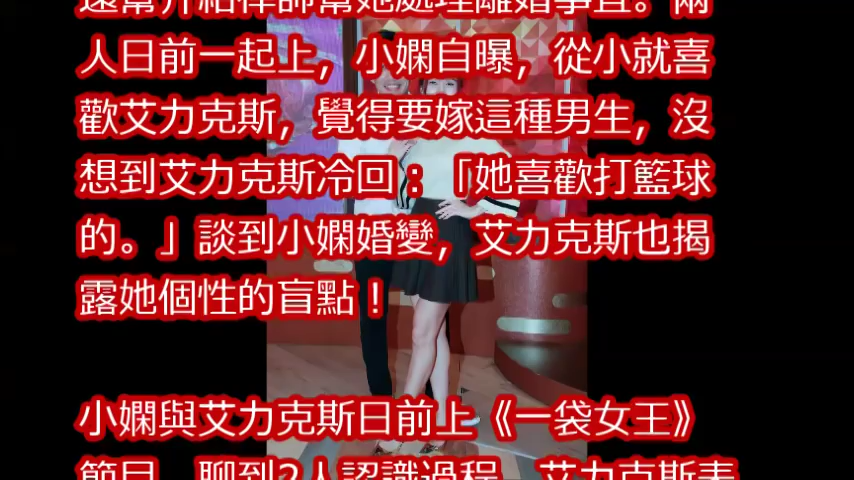 還幫介紹律師幫她處理離婚事宜。兩
人日前一起上，小嫻自曝，從小就喜
歡艾力克斯，覺得要嫁這種男生，沒
想到艾力克斯冷回：「她喜歡打籃球
的。」談到小嫻婚變，艾力克斯也揭
露她個性的盲點！
小嫻與艾力克斯日前上《一袋女王》
節目，聊到2人認識過程，艾力克斯表